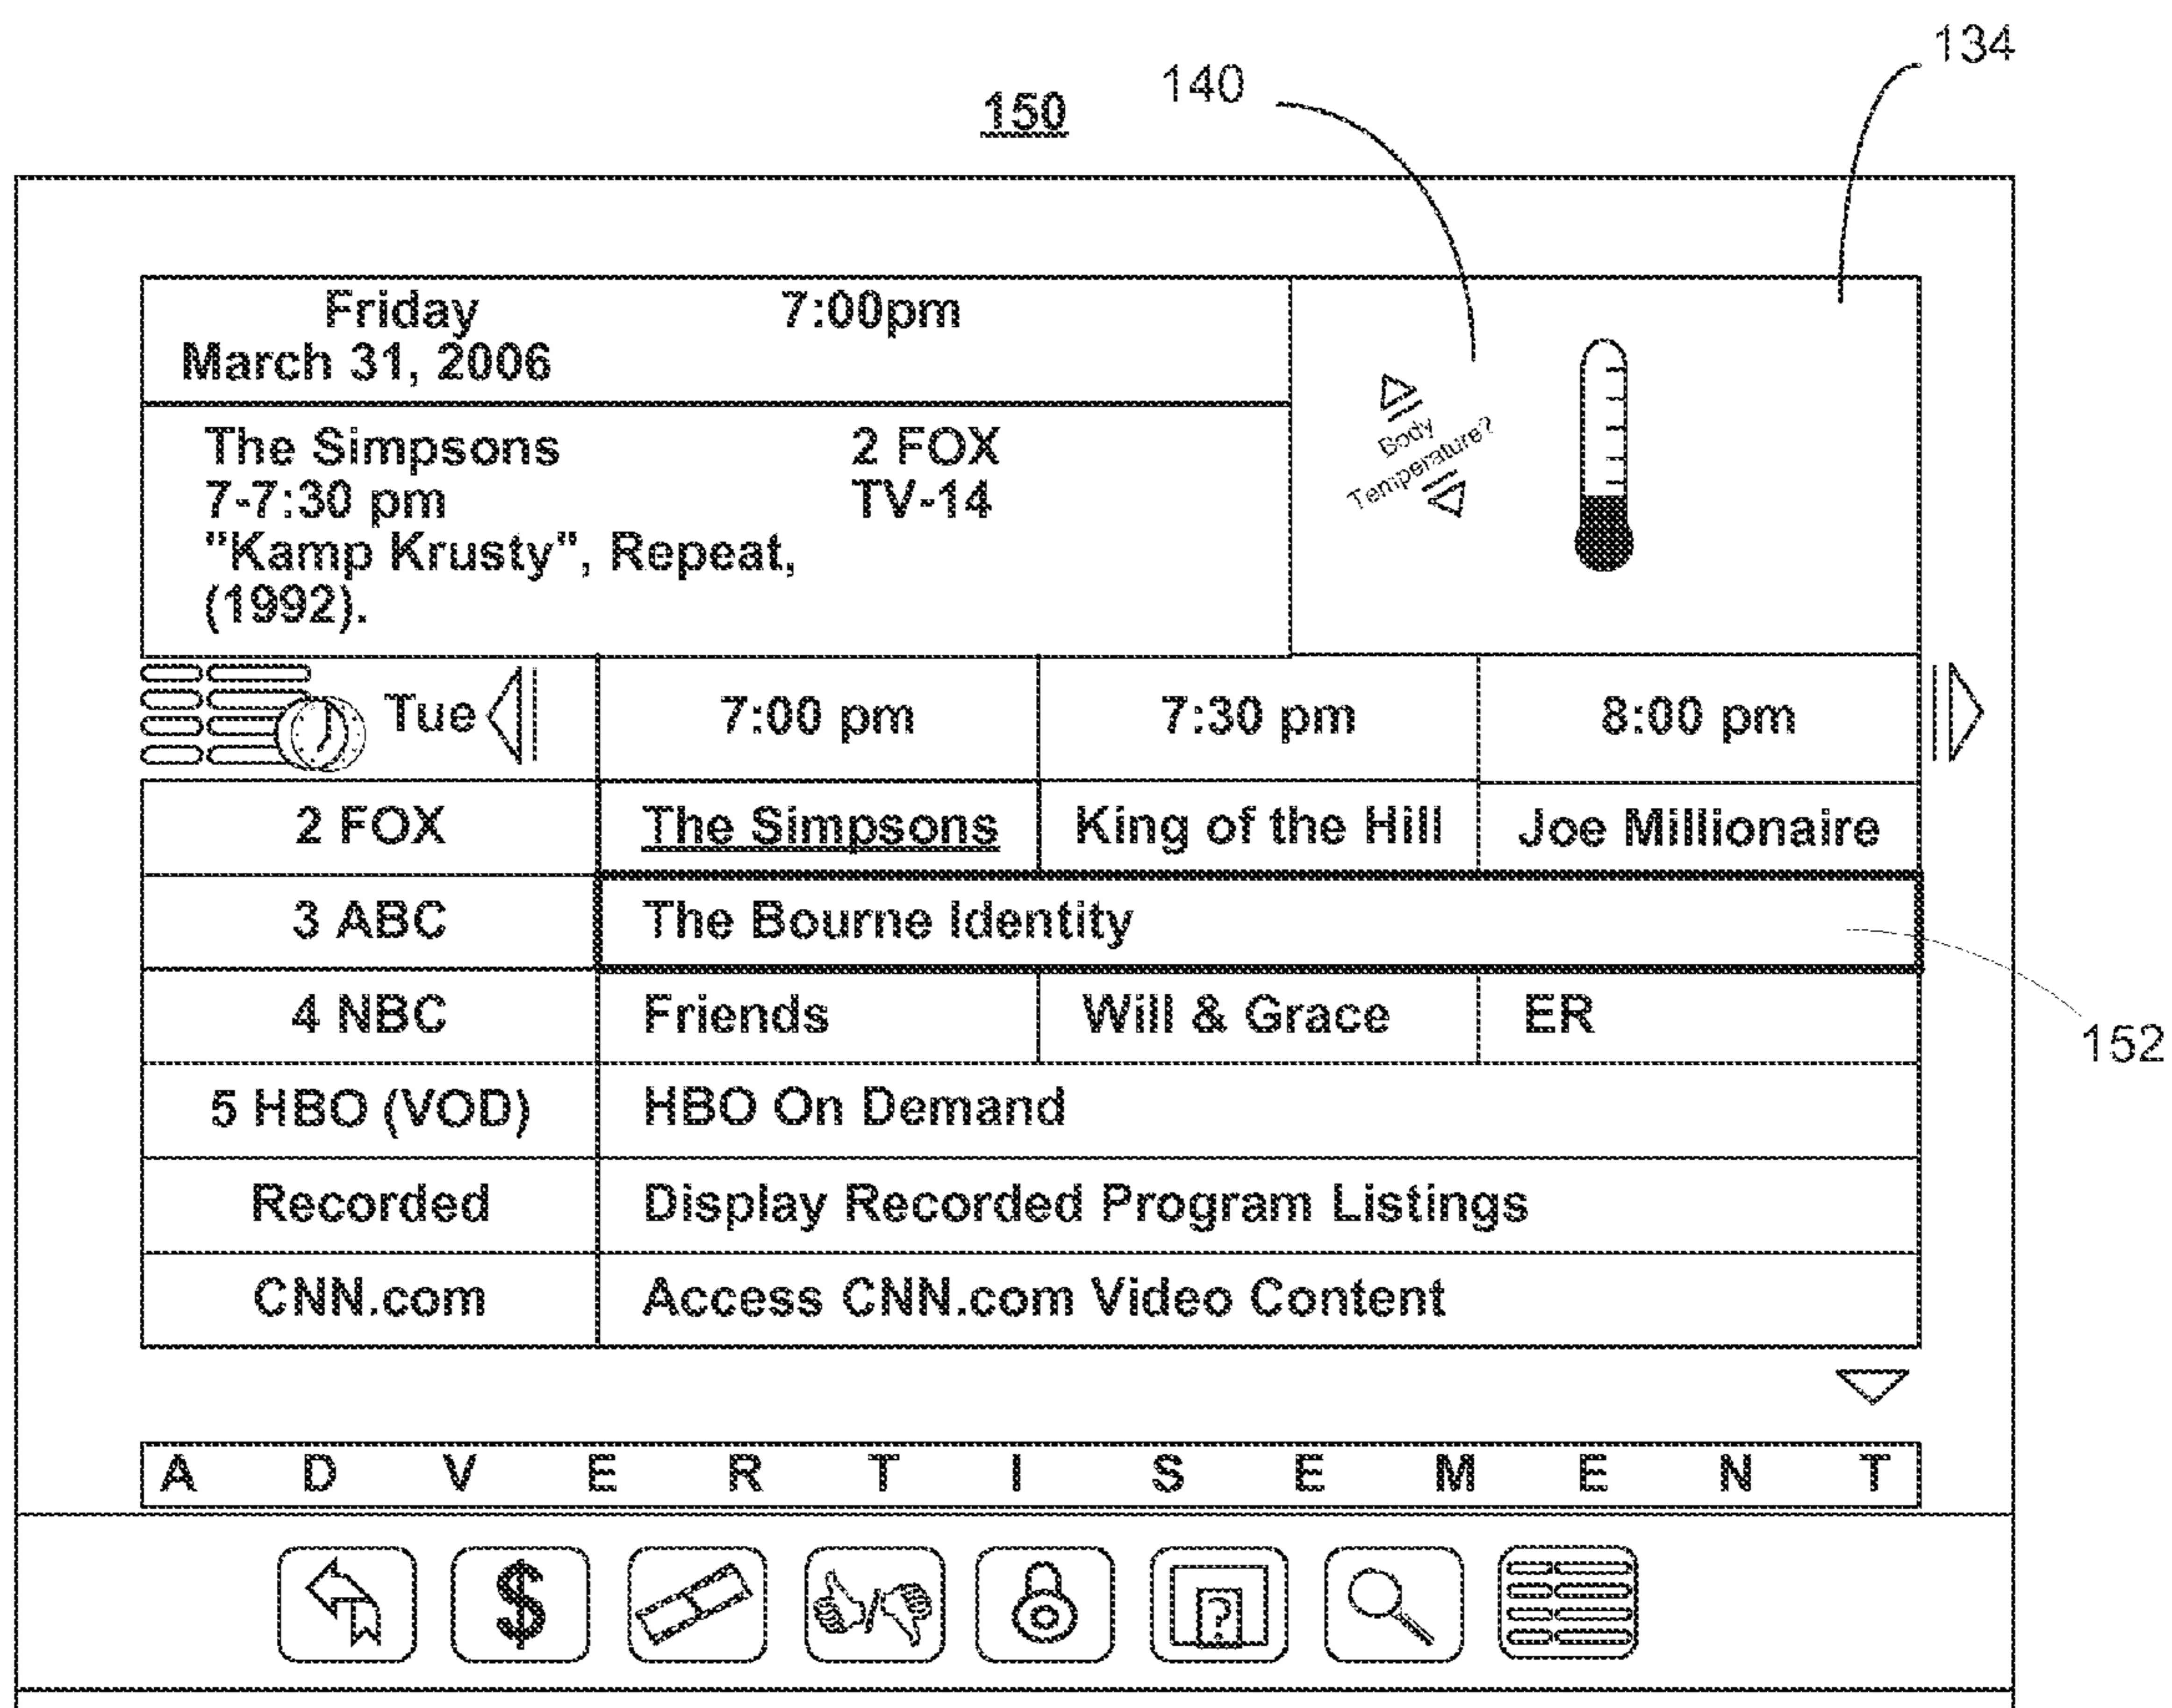 134
140
150
Friday 7:00pm
March 31, 2006
The Simpsons 2 FOX
7-7:30 pm TV-14
"Kamp Krusty", Repeat,
(1992).
Body
Temperature?
Tue 7:00 pm 7:30 pm 8:00 pm
2 FOX The Simpsons King of the Hill Joe Millionaire
3 ABC The Bourne Identity
4 NBC Friends Will & Grace ER
152
5 HBO (VOD) HBO On Demand
Recorded Display Recorded Program Listings
CNN.com Access CNN.com Video Content
A D V E R T I S E M E N T
$ ?